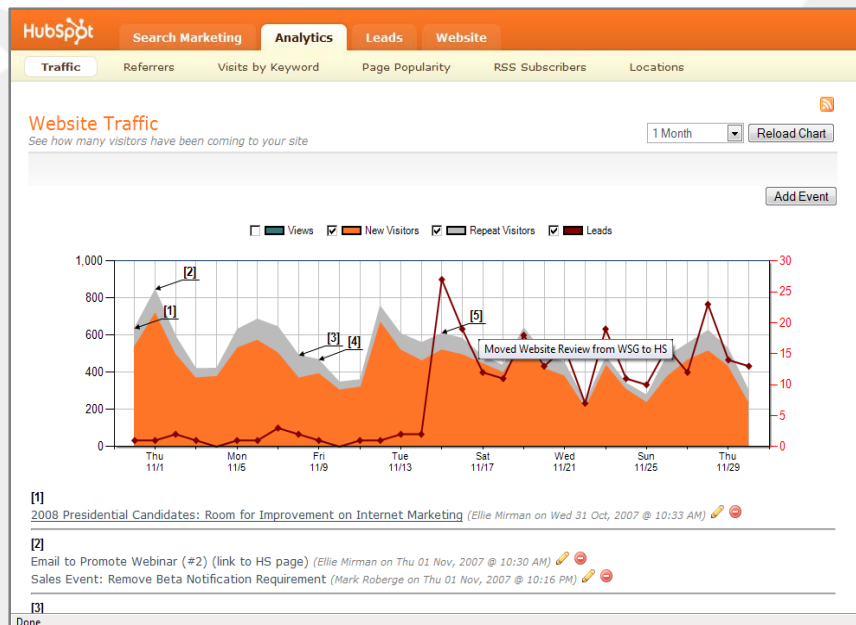 HubSpot
Search Marketing Analytics Leads Website
Traffic Referrers Visits by Keyword Page Popularity RSS Subscribers Locations
Website Traffic
See how many visitors have been coming to your site
1 Month Reload Chart
Add Event
Views New Visitors Repeat Visitors Leads
1,000 30
25
800
20
600
15
400
10
200
5
0 0
[1] [2] [3] [4] [5]
Moved Website Review from WSG to HS
Thu Mon Fri Tue Sat Wed Sun Thu
11/1 11/5 11/9 11/13 11/17 11/21 11/25 11/29
[1]
2008 Presidential Candidates: Room for Improvement on Internet Marketing (Ellie Mirman on Wed 31 Oct, 2007 @ 10:33 AM)
[2]
Email to Promote Webinar (#2) (link to HS page) (Ellie Mirman on Thu 01 Nov, 2007 @ 10:30 AM)
Sales Event: Remove Beta Notification Requirement (Mark Roberge on Thu 01 Nov, 2007 @ 10:16 PM)
[3]
Done